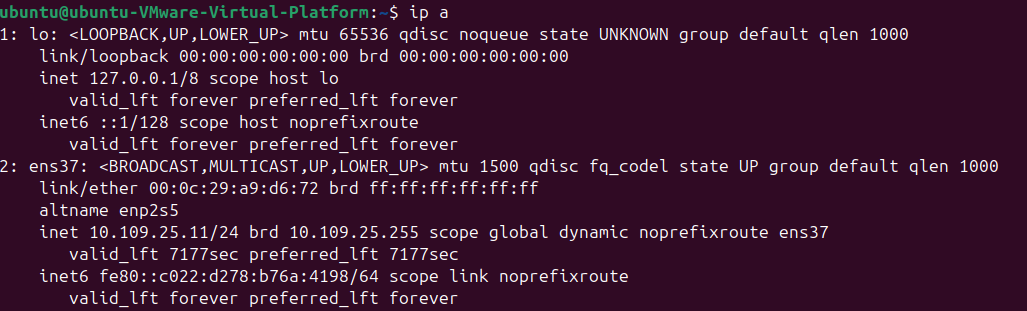 ubuntu@ubuntu-VMware-Virtual-Platform:~$ ip a
1: lo: <LOOPBACK,UP,LOWER_UP> mtu 65536 qdisc noqueue state UNKNOWN group default qlen 1000
    link/loopback 00:00:00:00:00:00 brd 00:00:00:00:00:00
    inet 127.0.0.1/8 scope host lo
       valid_lft forever preferred_lft forever
    inet6 ::1/128 scope host noprefixroute
       valid_lft forever preferred_lft forever
2: ens37: <BROADCAST,MULTICAST,UP,LOWER_UP> mtu 1500 qdisc fq_codel state UP group default qlen 1000
    link/ether 00:0c:29:a9:d6:72 brd ff:ff:ff:ff:ff:ff
    altname enp2s5
    inet 10.109.25.11/24 brd 10.109.25.255 scope global dynamic noprefixroute ens37
       valid_lft 7177sec preferred_lft 7177sec
    inet6 fe80::c022:d278:b76a:4198/64 scope link noprefixroute
       valid_lft forever preferred_lft forever